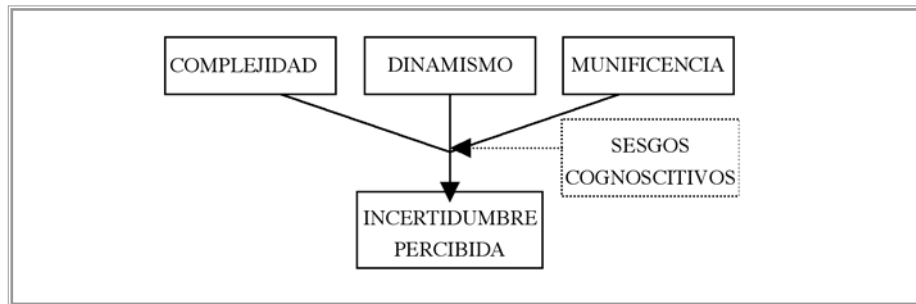 COMPLEJIDAD
DINAMISMO
MUNIFICENCIA
SESGOS
COGNOSCITIVOS
INCERTIDUMBRE
PERCIBIDA